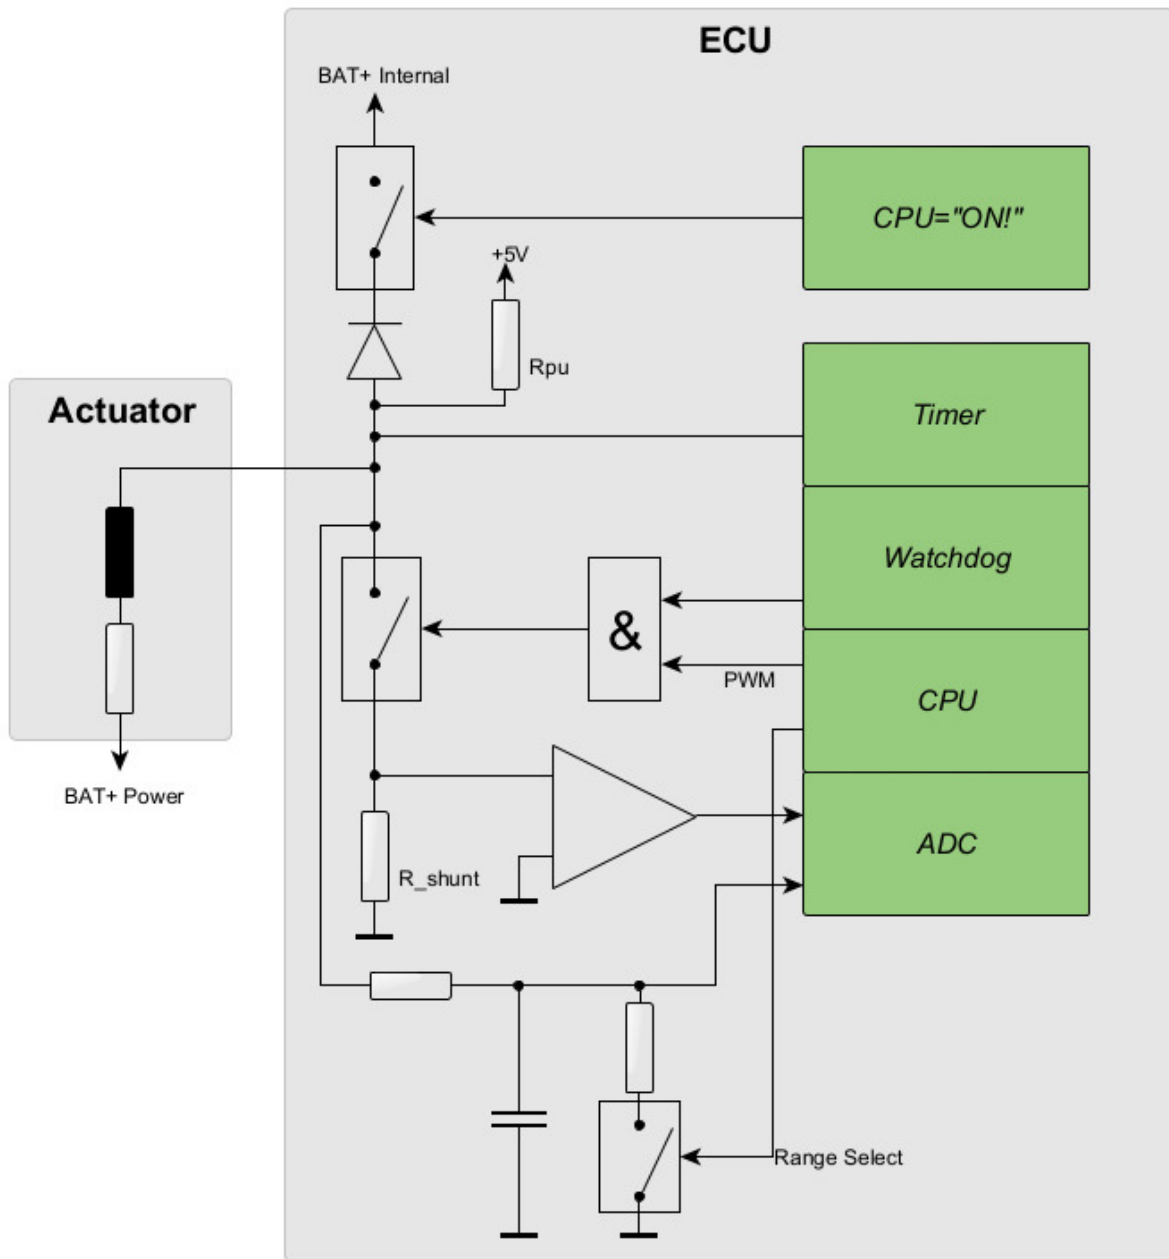 ECU
BAT+ Internal
CPU="ON!"
+5V
Rpu
Actuator
Timer
Watchdog
&
PWM
CPU
BAT+ Power
R_shunt
ADC
Range Select